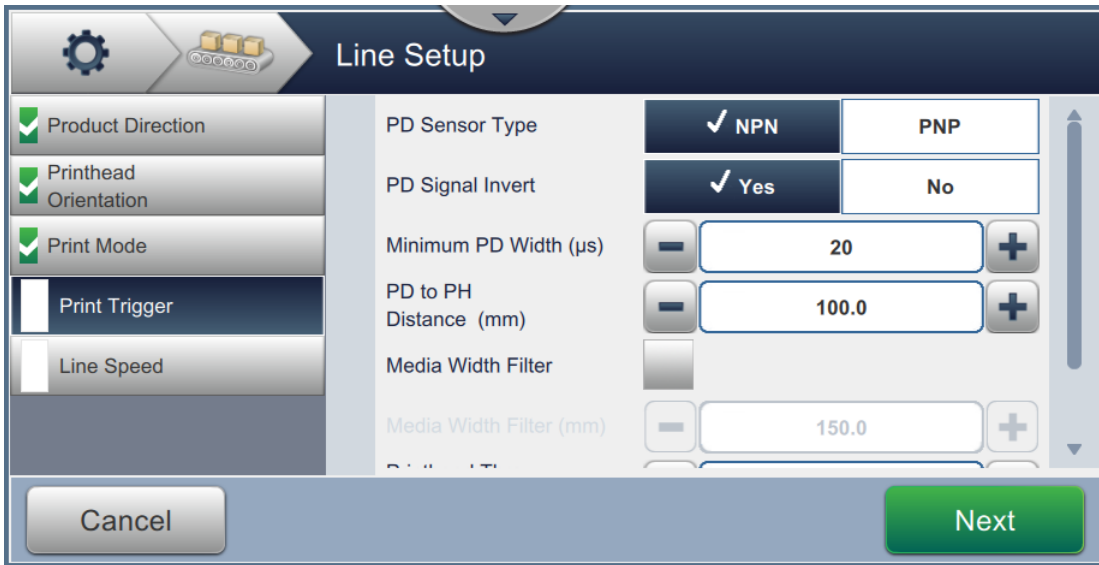 Line Setup
Product Direction
Printhead
Orientation
Print Mode
Print Trigger
Line Speed
PD Sensor Type
NPN
PNP
PD Signal Invert
Yes
No
Minimum PD Width (µs)
20
PD to PH
Distance (mm)
100.0
Media Width Filter
Media Width Filter (mm)
150.0
Cancel
Next